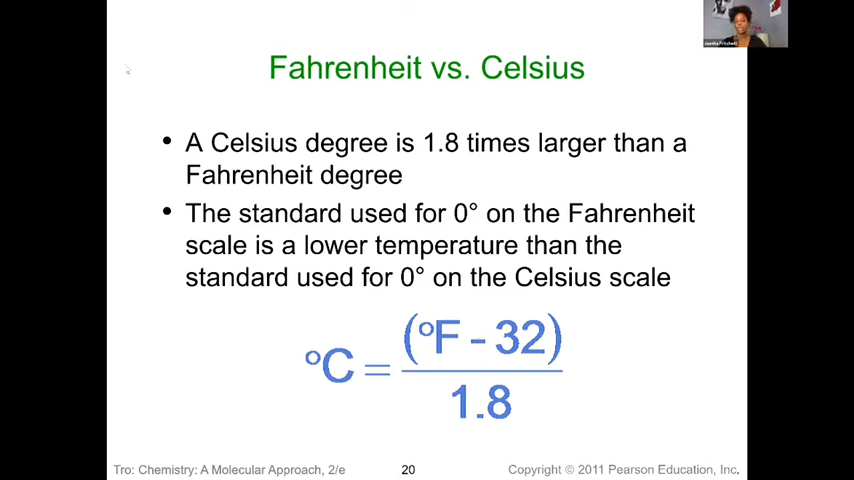 Fahrenheit vs. Celsius
• A Celsius degree is 1.8 times larger than a
Fahrenheit degree
• The standard used for 0° on the Fahrenheit
scale is a lower temperature than the
standard used for 0° on the Celsius scale
°C = (°F - 32)
1.8
Tro: Chemistry: A Molecular Approach, 2/e
20
Copyright © 2011 Pearson Education, Inc.